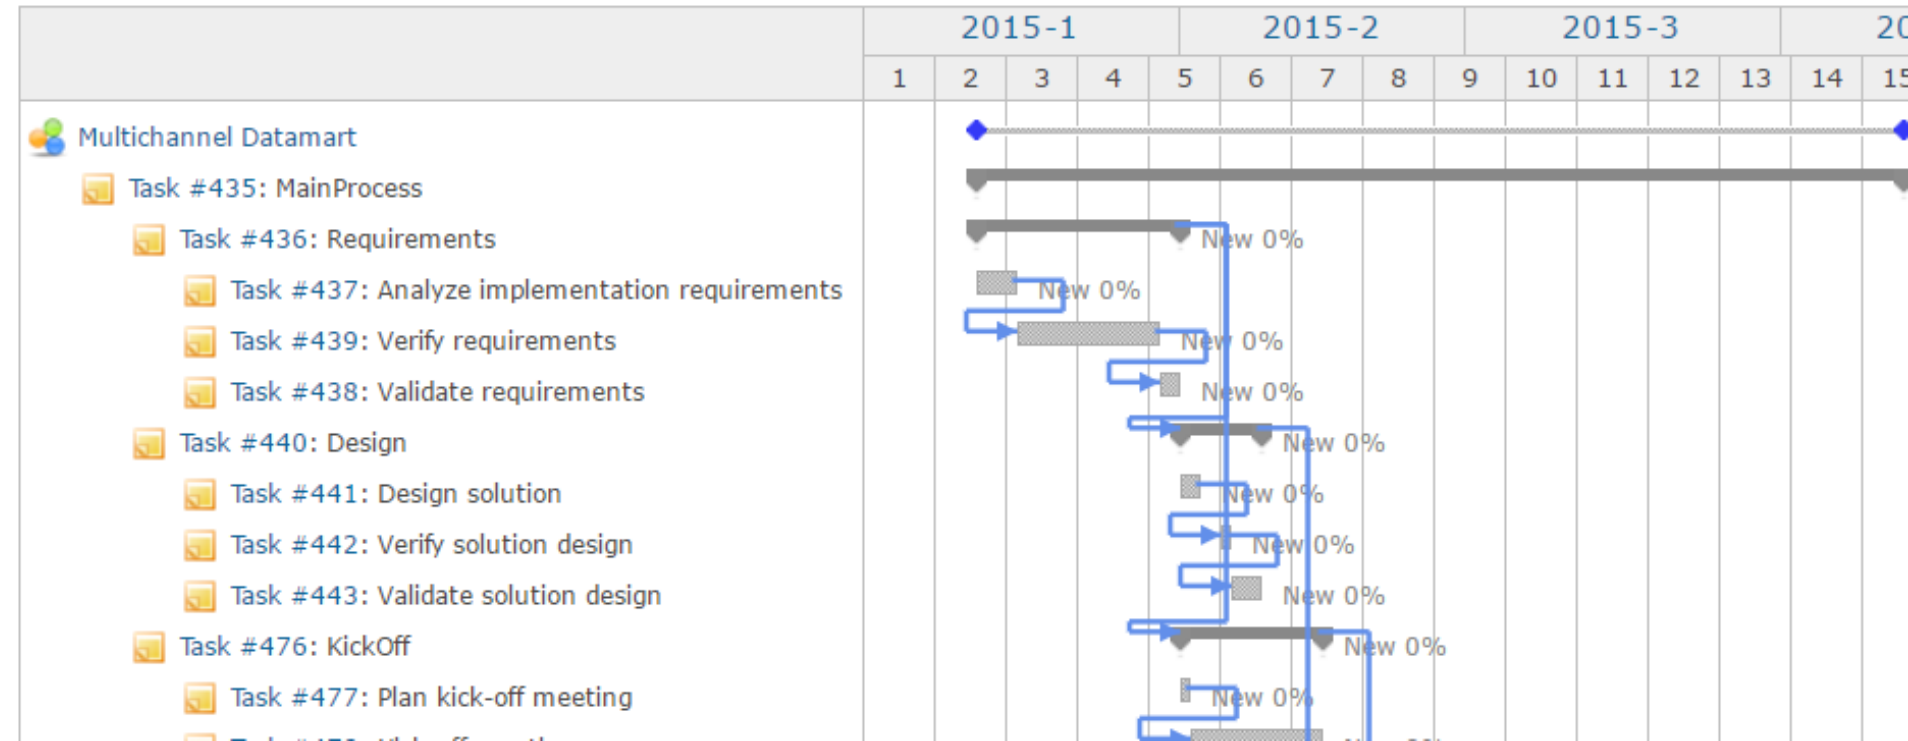 2015-1 2015-2 2015-3
1 2 3 4 5 6 7 8 9 10 11 12 13 14 15
Multichannel Datamart
Task #435: MainProcess
Task #436: Requirements New 0%
Task #437: Analyze implementation requirements New 0%
Task #439: Verify requirements New 0%
Task #438: Validate requirements New 0%
Task #440: Design New 0%
Task #441: Design solution New 0%
Task #442: Verify solution design New 0%
Task #443: Validate solution design New 0%
Task #476: KickOff New 0%
Task #477: Plan kick-off meeting New 0%